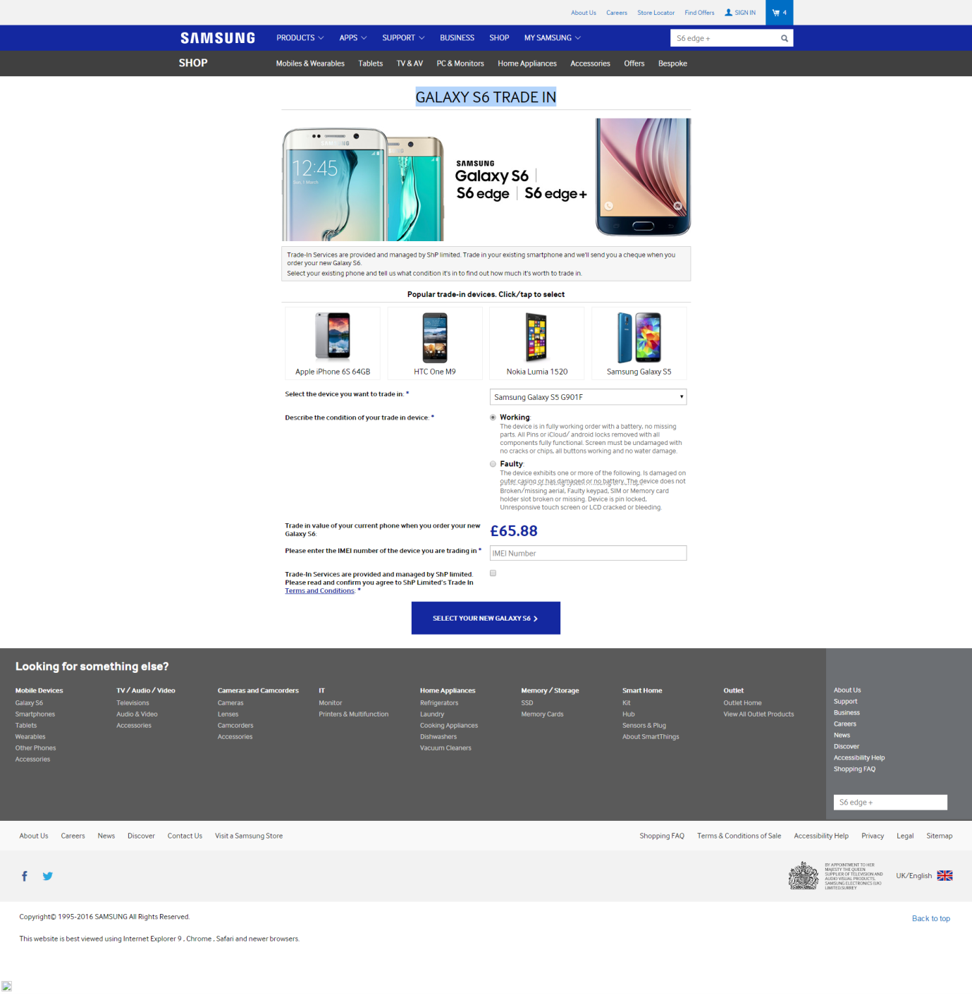 About Us Careers Store Locator Find Offers SIGN IN 4
SAMSUNG PRODUCTS APPS SUPPORT BUSINESS SHOP MY SAMSUNG S6 edge +
SHOP Mobiles & Wearables Tablets TV & AV PC & Monitors Home Appliances Accessories Offers Bespoke
GALAXY S6 TRADE IN
12:45
Sun, 1 March
SAMSUNG
Galaxy S6
S6 edge S6 edge+
Trade-In Services are provided and managed by ShP limited. Trade in your existing smartphone and we'll send you a cheque when you
order your new Galaxy S6.
Select your existing phone and tell us what condition it's in to find out how much it's worth to trade in.
Popular trade-in devices. Click/tap to select
Apple iPhone 6S 64GB HTC One M9 Nokia Lumia 1520 Samsung Galaxy S5
Select the device you want to trade in: * Samsung Galaxy S5 G901F
Describe the condition of your trade in device: * Working:
The device is in fully working order with a battery, no missing
parts. All Pins or iCloud/ android locks removed with all
components fully functional. Screen must be undamaged with
no cracks or chips, all buttons working and no water damage.
Faulty:
The device exhibits one or more of the following. Is damaged on
outer casing or has damaged or no battery. The device does not
Broken/missing aerial, Faulty keypad, SIM or Memory card
holder slot broken or missing. Device is pin locked,
Unresponsive touch screen or LCD cracked or bleeding.
Trade in value of your current phone when you order your new
Galaxy S6:
£65.88
Please enter the IMEI number of the device you are trading in * IMEI Number
Trade-In Services are provided and managed by ShP limited.
Please read and confirm you agree to ShP Limited's Trade In
Terms and Conditions: *
SELECT YOUR NEW GALAXY S6
Looking for something else?
Mobile Devices
Galaxy S6
Smartphones
Tablets
Wearables
Other Phones
Accessories
TV / Audio / Video
Televisions
Audio & Video
Accessories
Cameras and Camcorders
Cameras
Lenses
Camcorders
Accessories
IT
Monitor
Printers & Multifunction
Home Appliances
Refrigerators
Laundry
Cooking Appliances
Dishwashers
Vacuum Cleaners
Memory / Storage
SSD
Memory Cards
Smart Home
Kit
Hub
Sensors & Plug
About SmartThings
Outlet
Outlet Home
View All Outlet Products
About Us
Support
Business
Careers
News
Discover
Accessibility Help
Shopping FAQ
S6 edge +
About Us Careers News Discover Contact Us Visit a Samsung Store Shopping FAQ Terms & Conditions of Sale Accessibility Help Privacy Legal Sitemap
BY APPOINTMENT TO HER
MAJESTY THE QUEEN
SUPPLIER OF TELEVISION AND
AUDIO VISUAL PRODUCTS,
SAMSUNG ELECTRONICS (UK)
LIMITED,SURREY
UK/English
Copyright© 1995-2016 SAMSUNG All Rights Reserved.
Back to top
This website is best viewed using Internet Explorer 9 , Chrome , Safari and newer browsers.